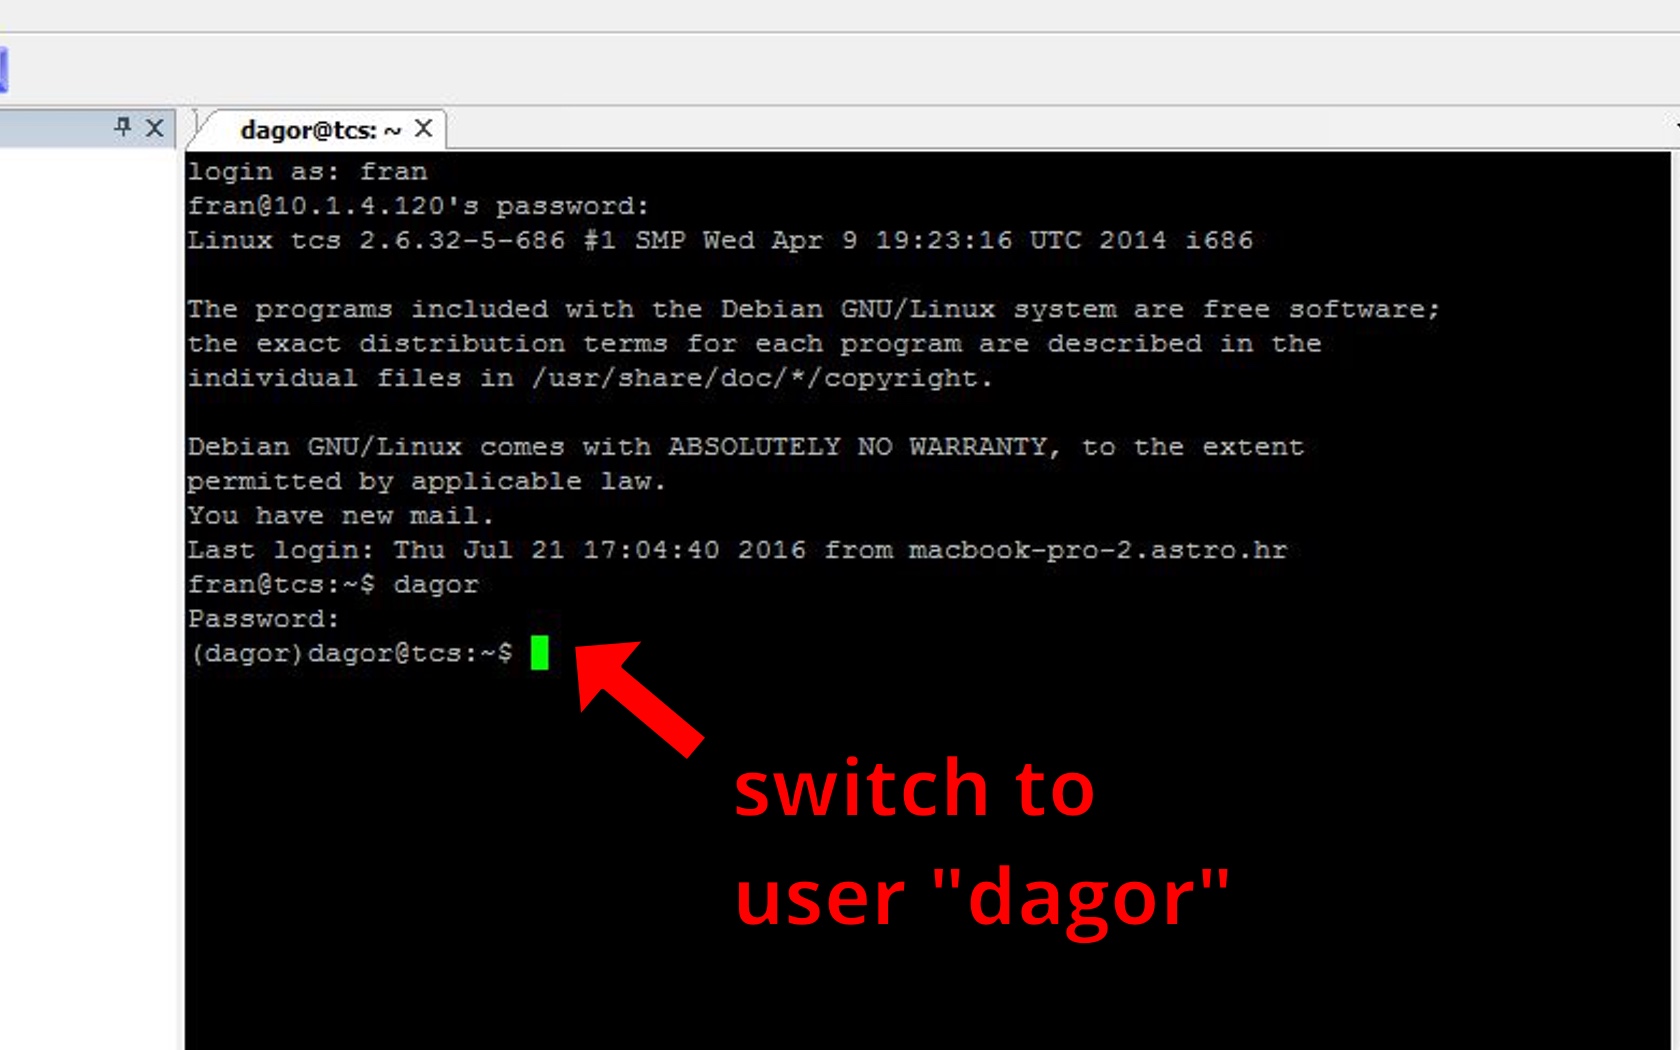 dagor@tcs: ~
login as: fran
fran@10.1.4.120's password:
Linux tcs 2.6.32-5-686 #1 SMP Wed Apr 9 19:23:16 UTC 2014 i686
The programs included with the Debian GNU/Linux system are free software;
the exact distribution terms for each program are described in the
individual files in /usr/share/doc/*/copyright.
Debian GNU/Linux comes with ABSOLUTELY NO WARRANTY, to the extent
permitted by applicable law.
You have new mail.
Last login: Thu Jul 21 17:04:40 2016 from macbook-pro-2.astro.hr
fran@tcs:~$ dagor
Password:
(dagor)dagor@tcs:~$
switch to
user "dagor"